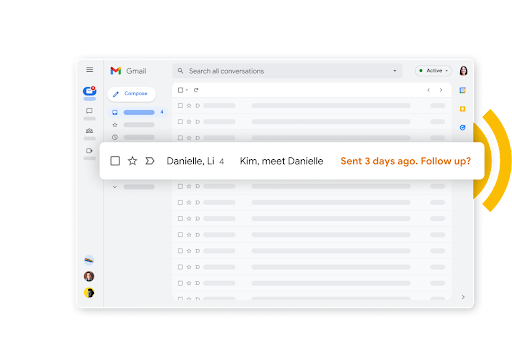 Gmail
Search all conversations
Active
Compose
4
Danielle, Li 4 Kim, meet Danielle Sent 3 days ago. Follow up?